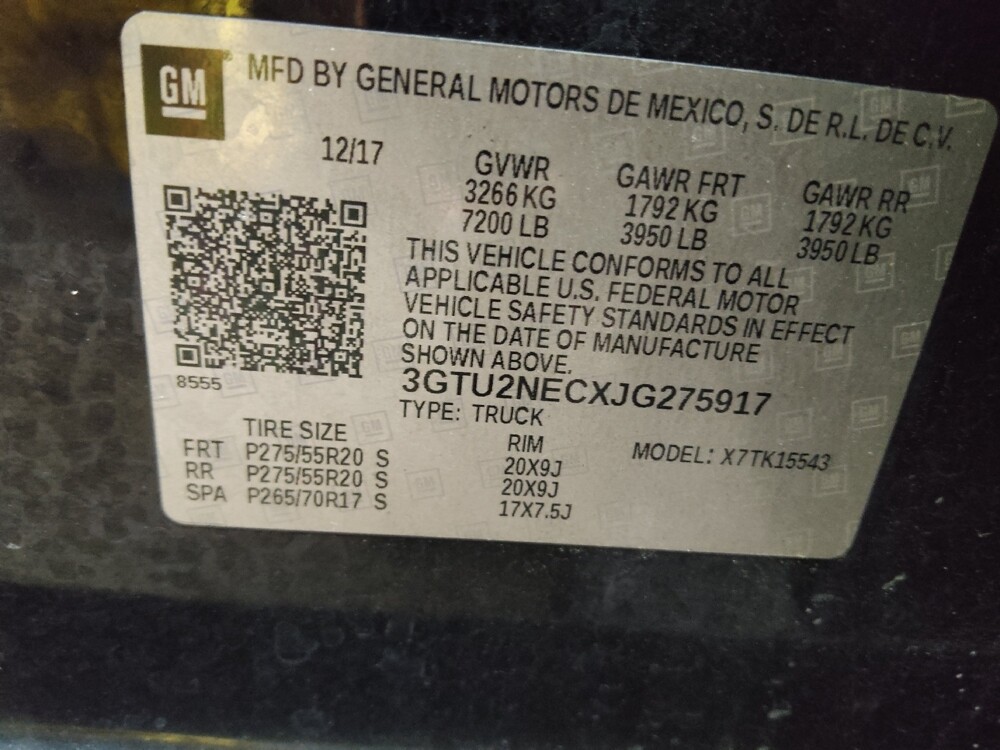 GM
MFD BY GENERAL MOTORS DE MEXICO, S. DE R.L. DE C.V.
12/17
GVWR GAWR FRT GAWR RR
3266 KG 1792 KG 1792 KG
7200 LB 3950 LB 3950 LB
THIS VEHICLE CONFORMS TO ALL
APPLICABLE U.S. FEDERAL MOTOR
VEHICLE SAFETY STANDARDS IN EFFECT
ON THE DATE OF MANUFACTURE
SHOWN ABOVE.
8555
3GTU2NECXJG275917
TYPE: TRUCK
TIRE SIZE RIM MODEL: X7TK15543
FRT P275/55R20 S 20X9J
RR P275/55R20 S 20X9J
SPA P265/70R17 S 17X7.5J